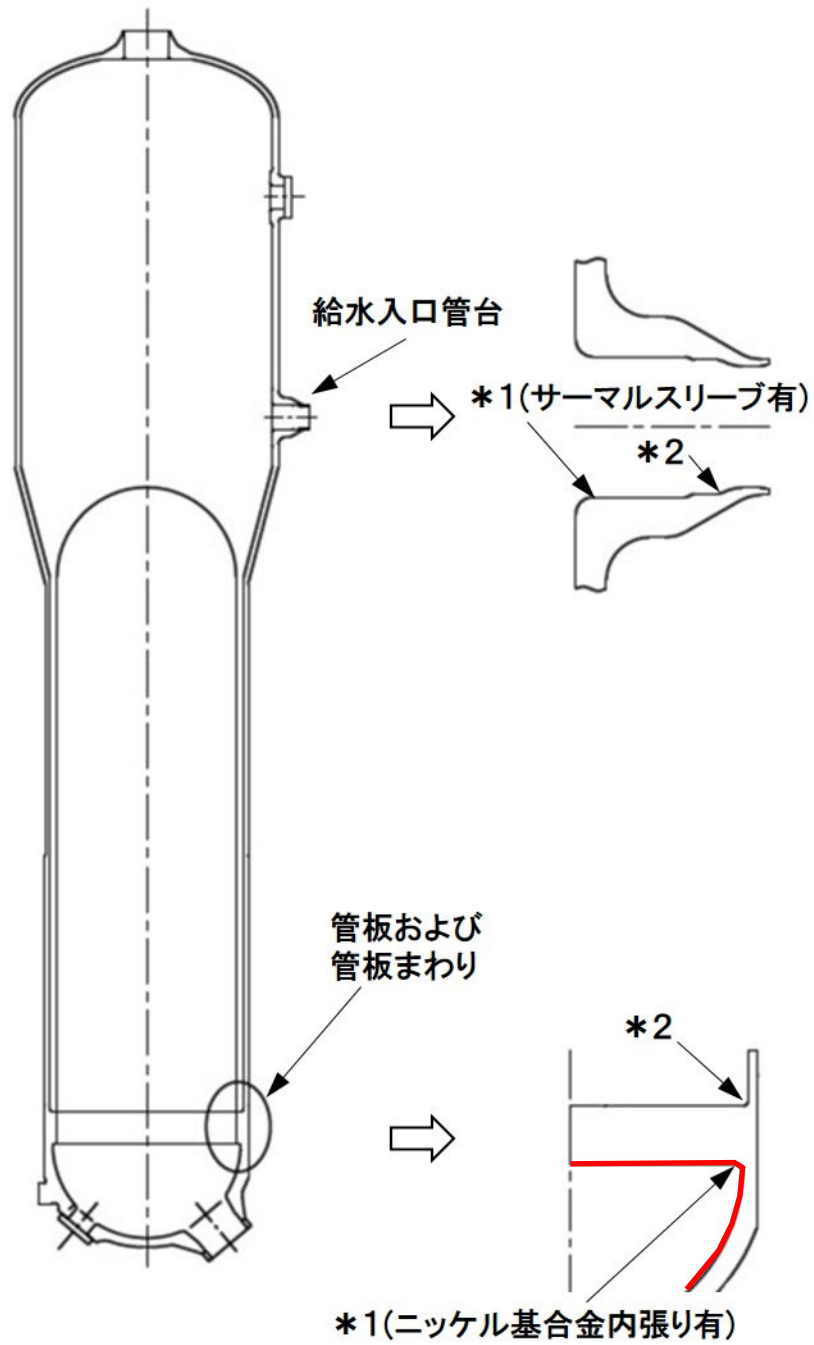 給水入口管台
*1(サーマルスリーブ有)
*2
管板および
管板まわり
*2
*1(ニッケル基合金内張り有)